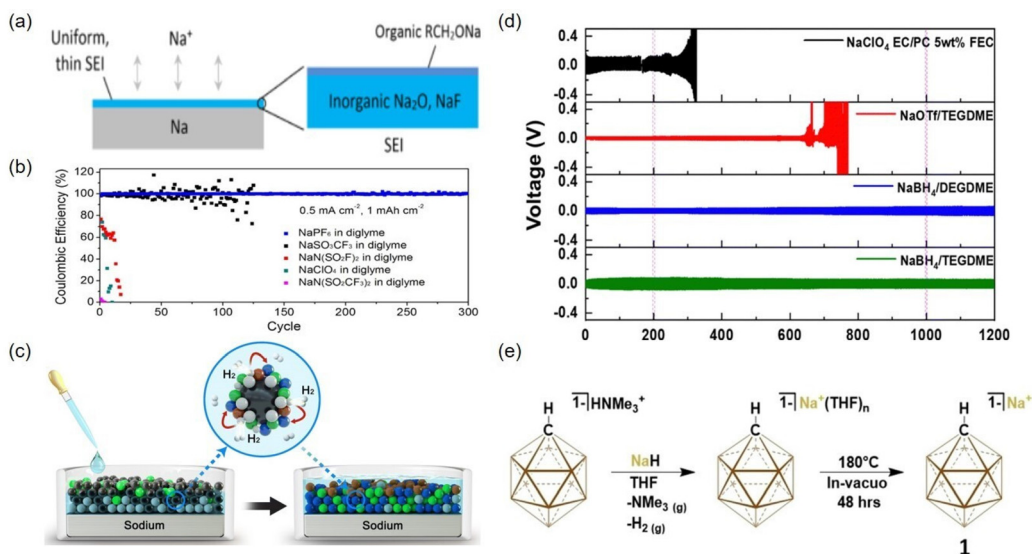 (a)
Uniform,
thin SEI
Na⁺
Na
Organic RCH₂ONa
Inorganic Na₂O, NaF
SEI
(b)
Coulombic Efficiency (%)
120
100
80
60
40
20
0
0.5 mA cm⁻², 1 mAh cm⁻²
NaPF₆ in diglyme
NaSO₃CF₃ in diglyme
NaN(SO₂F)₂ in diglyme
NaClO₄ in diglyme
NaN(SO₂CF₃)₂ in diglyme
0 50 100 150 200 250 300
Cycle
(c)
H₂
H₂
H₂
Sodium
Sodium
(d)
Voltage (V)
0.4
0.0
-0.4
NaClO₄ EC/PC 5wt% FEC
0.4
0.0
-0.4
NaOTf/TEGDME
0.4
0.0
-0.4
NaBH₄/DEGDME
0.4
0.0
-0.4
NaBH₄/TEGDME
0 200 400 600 800 1000 1200
(e)
H
C
1-
HNMe₃⁺
NaH
THF
-NMe₃ (g)
-H₂ (g)
H
C
1-
Na⁺(THF)n
180°C
In-vacuo
48 hrs
H
C
1-
Na⁺
1